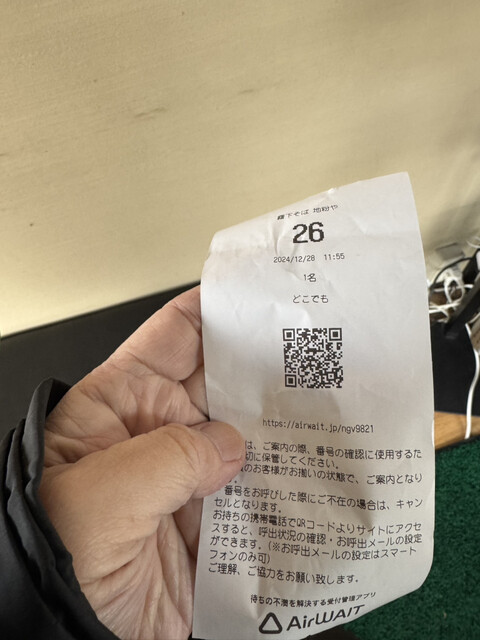 麓下そば 地粉や
26
2024/12/28 11:55
1名
どこでも
https://airwait.jp/ngv9821
は、ご案内の際、番号の確認に使用するた
切に保管してください。
のお客様がお揃いの状態で、ご案内となり
番号をお呼びした際にご不在の場合は、キャン
セルとなります。
お持ちの携帯電話でQRコードよりサイトにアクセ
スすると、呼出状況の確認・お呼出メールの設定
ができます。(※お呼出メールの設定はスマート
フォンのみ可)
ご理解、ご協力をお願い致します。
待ちの不満を解決する受付管理アプリ
AirWAIT